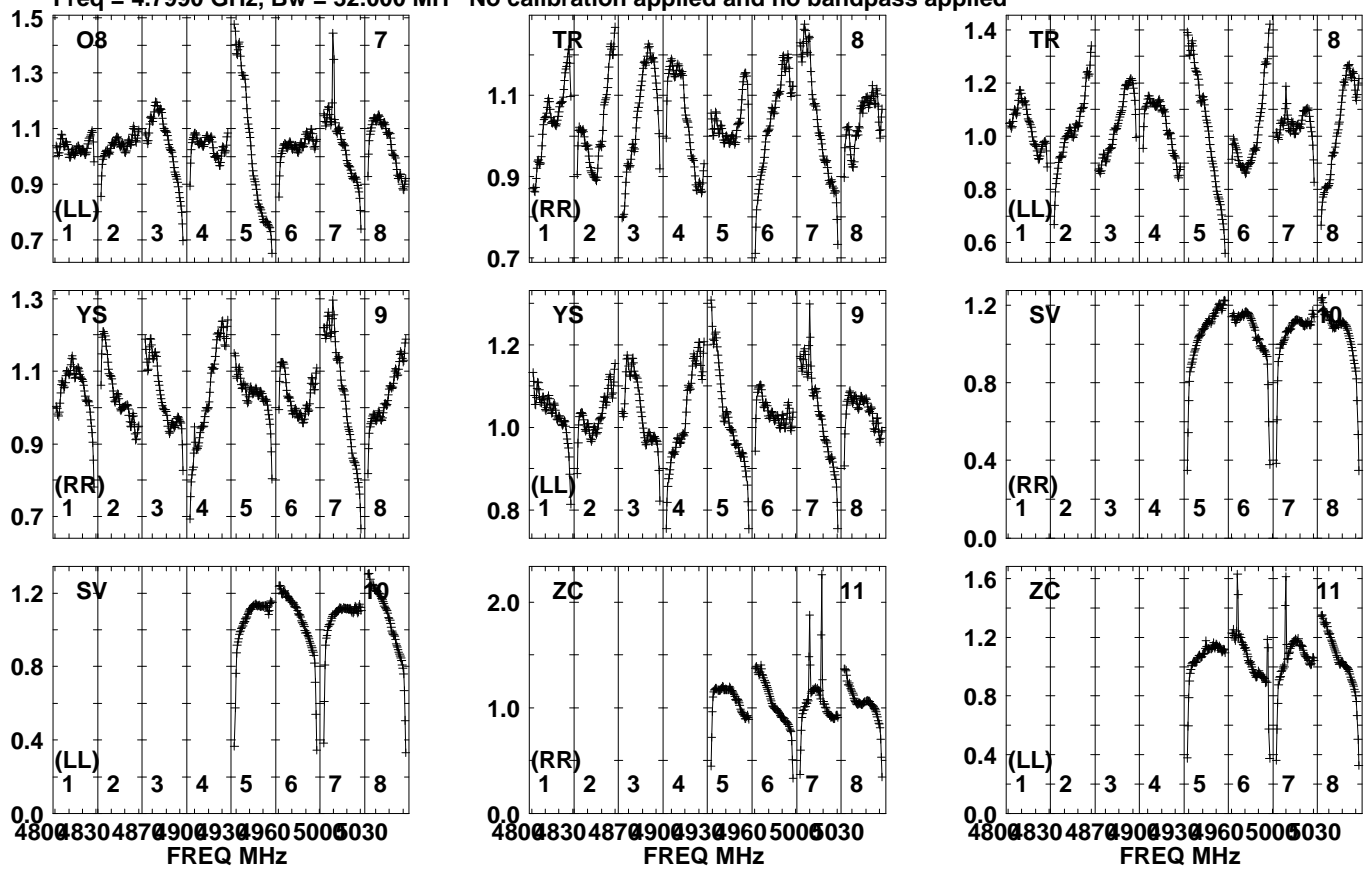 Freq = 4.7990 GHz, Bw = 32.000 MH No calibration applied and no bandpass applied
1.5 1.3 1.1 0.9 0.7
O8 7
(LL)
1 2 3 4 5 6 7 8
1.1 0.9 0.7
TR 8
(RR)
1 2 3 4 5 6 7 8
1.4 1.2 1.0 0.8 0.6
TR 8
(LL)
1 2 3 4 5 6 7 8
1.3 1.1 0.9 0.7
YS 9
(RR)
1 2 3 4 5 6 7 8
1.2 1.0 0.8
YS 9
(LL)
1 2 3 4 5 6 7 8
1.2 0.8 0.4 0.0
SV 10
(RR)
1 2 3 4 5 6 7 8
1.2 0.8 0.4 0.0
SV 10
(LL)
1 2 3 4 5 6 7 8
4800 4830 4870 4900 4930 4960 5000 5030
FREQ MHz
2.0 1.0 0.0
ZC 11
(RR)
1 2 3 4 5 6 7 8
4800 4830 4870 4900 4930 4960 5000 5030
FREQ MHz
1.6 1.2 0.8 0.4 0.0
ZC 11
(LL)
1 2 3 4 5 6 7 8
4800 4830 4870 4900 4930 4960 5000 5030
FREQ MHz